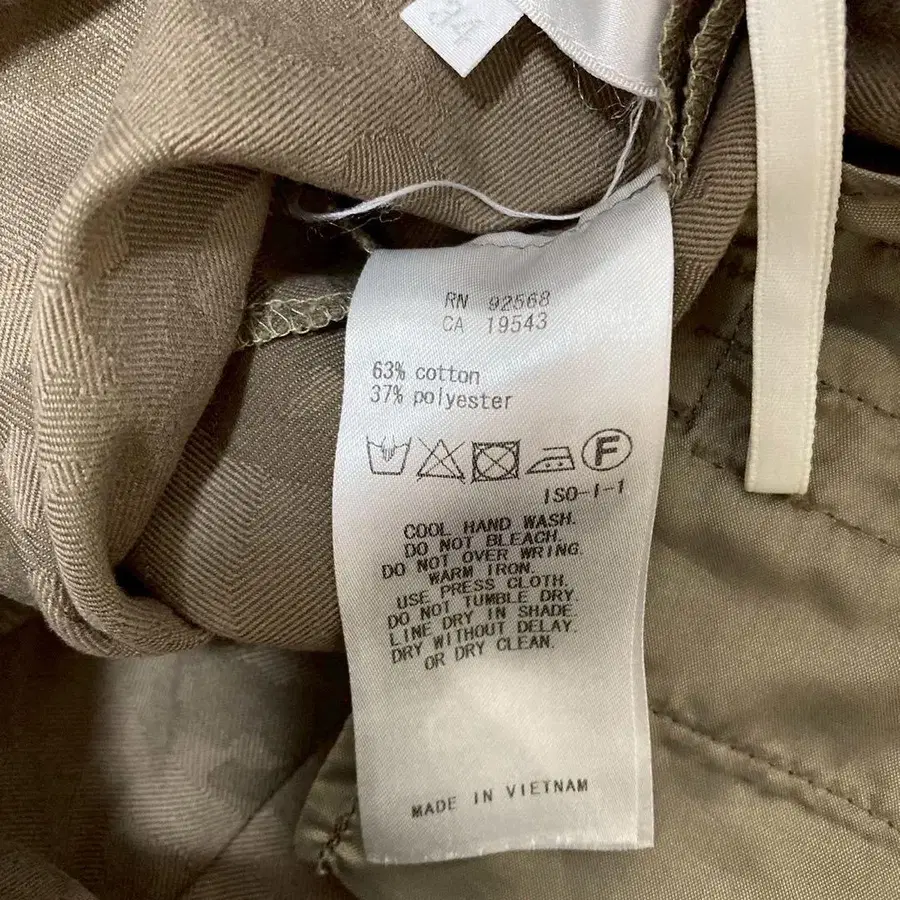 34
RN 92568
CA 19543
63% cotton
37% polyester
F
ISO-I-1
COOL HAND WASH.
DO NOT BLEACH.
DO NOT OVER WRING.
WARM IRON.
USE PRESS CLOTH.
DO NOT TUMBLE DRY.
LINE DRY IN SHADE.
DRY WITHOUT DELAY.
OR DRY CLEAN.
MADE IN VIETNAM